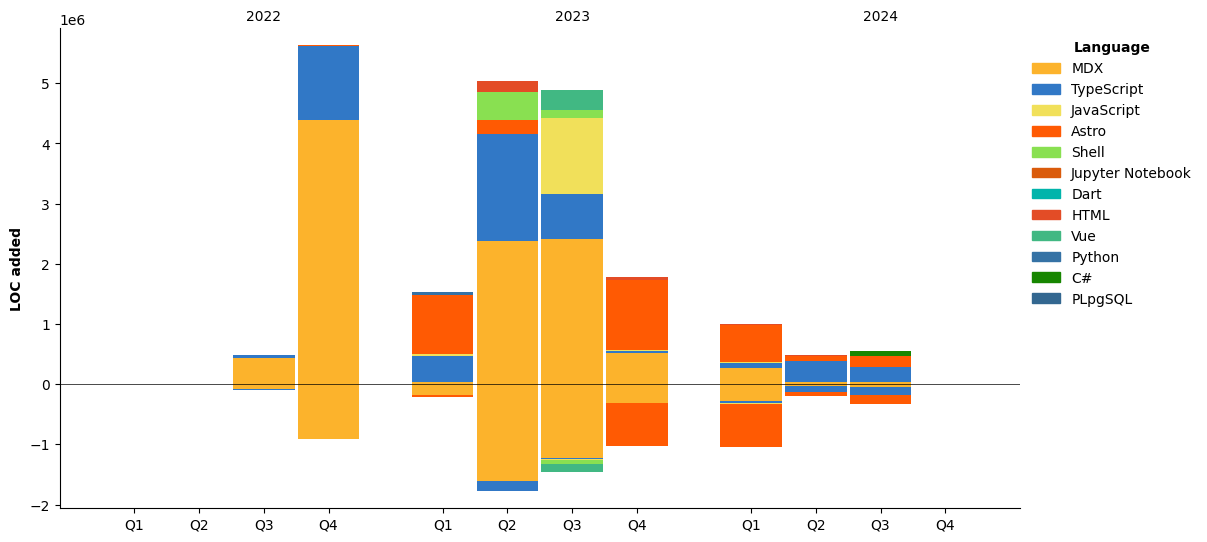 2022 2023 2024
1e6
5
4
3
2
1
0
−1
−2
LOC added
Q1 Q2 Q3 Q4 Q1 Q2 Q3 Q4 Q1 Q2 Q3 Q4
Language
MDX
TypeScript
JavaScript
Astro
Shell
Jupyter Notebook
Dart
HTML
Vue
Python
C#
PLpgSQL